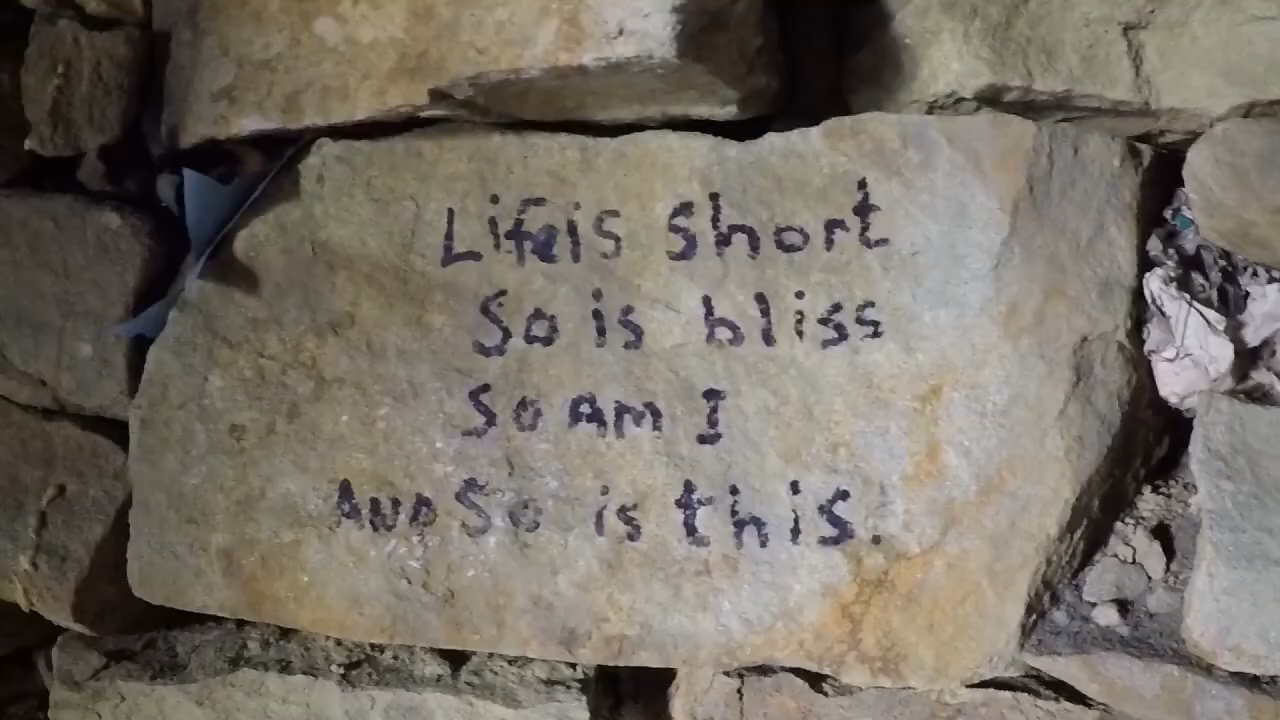 Life is short
So is bliss
So Am I
AND So is this.